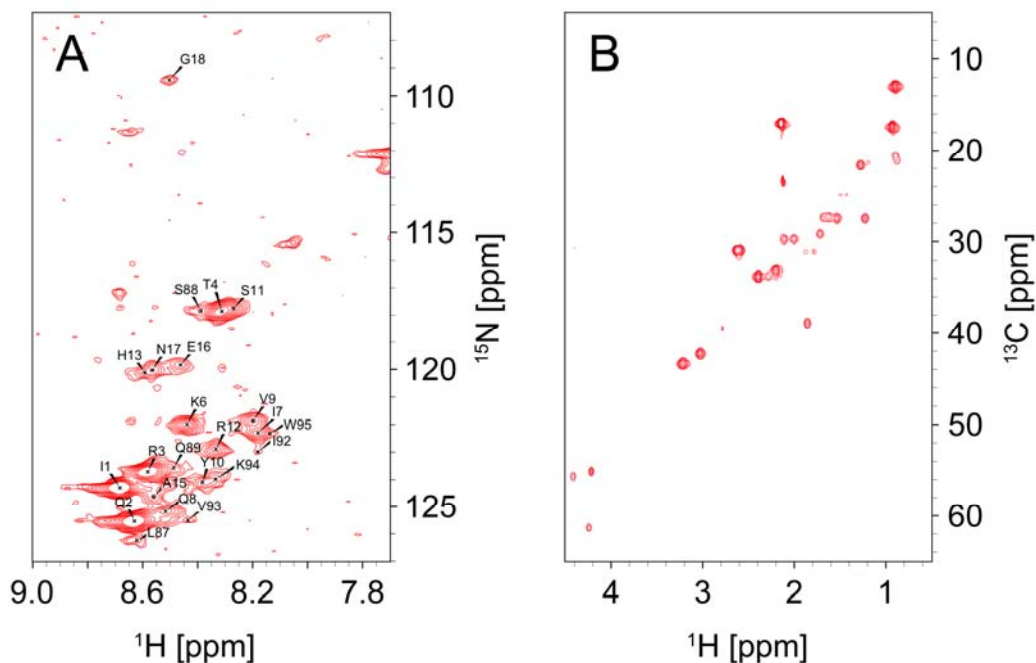 A
G18
S88
T4
S11
H13
N17
E16
K6
V9
I7
W95
R12
I92
Q89
R3
Y10
K94
I1
A15
Q2
Q8
V93
L87
110
115
120
125
15N [ppm]
9.0 8.6 8.2 7.8
1H [ppm]
B
10
20
30
40
50
60
13C [ppm]
4 3 2 1
1H [ppm]